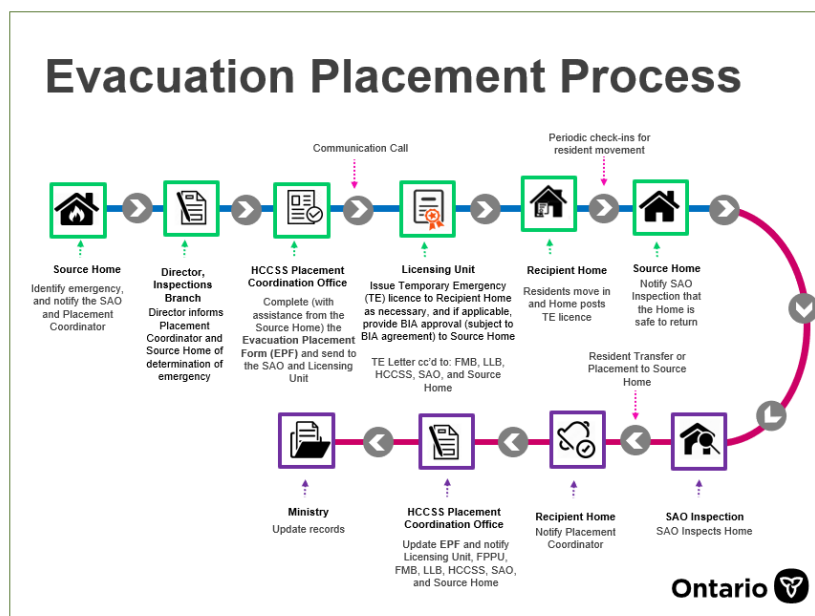 Evacuation Placement Process
Communication Call
Periodic check-ins for
resident movement
Source Home
Identify emergency,
and notify the SAO
and Placement
Coordinator
Director,
Inspections
Branch
Director informs
Placement
Coordinator and
Source Home of
determination of
emergency
HCCSS Placement
Coordination Office
Complete (with
assistance from the
Source Home) the
Evacuation Placement
Form (EPF) and send to
the SAO and Licensing
Unit
Licensing Unit
Issue Temporary Emergency
(TE) licence to Recipient Home
as necessary, and if applicable,
provide BIA approval (subject to
BIA agreement) to Source Home
TE Letter cc'd to: FMB, LLB,
HCCSS, SAO, and Source
Home
Recipient Home
Residents move in
and Home posts
TE licence
Source Home
Notify SAO
Inspection that
the Home is
safe to return
Resident Transfer or
Placement to Source
Home
Ministry
Update records
HCCSS Placement
Coordination Office
Update EPF and notify
Licensing Unit, FPPU,
FMB, LLB, HCCSS, SAO,
and Source Home
Recipient Home
Notify Placement
Coordinator
SAO Inspection
SAO Inspects Home
Ontario